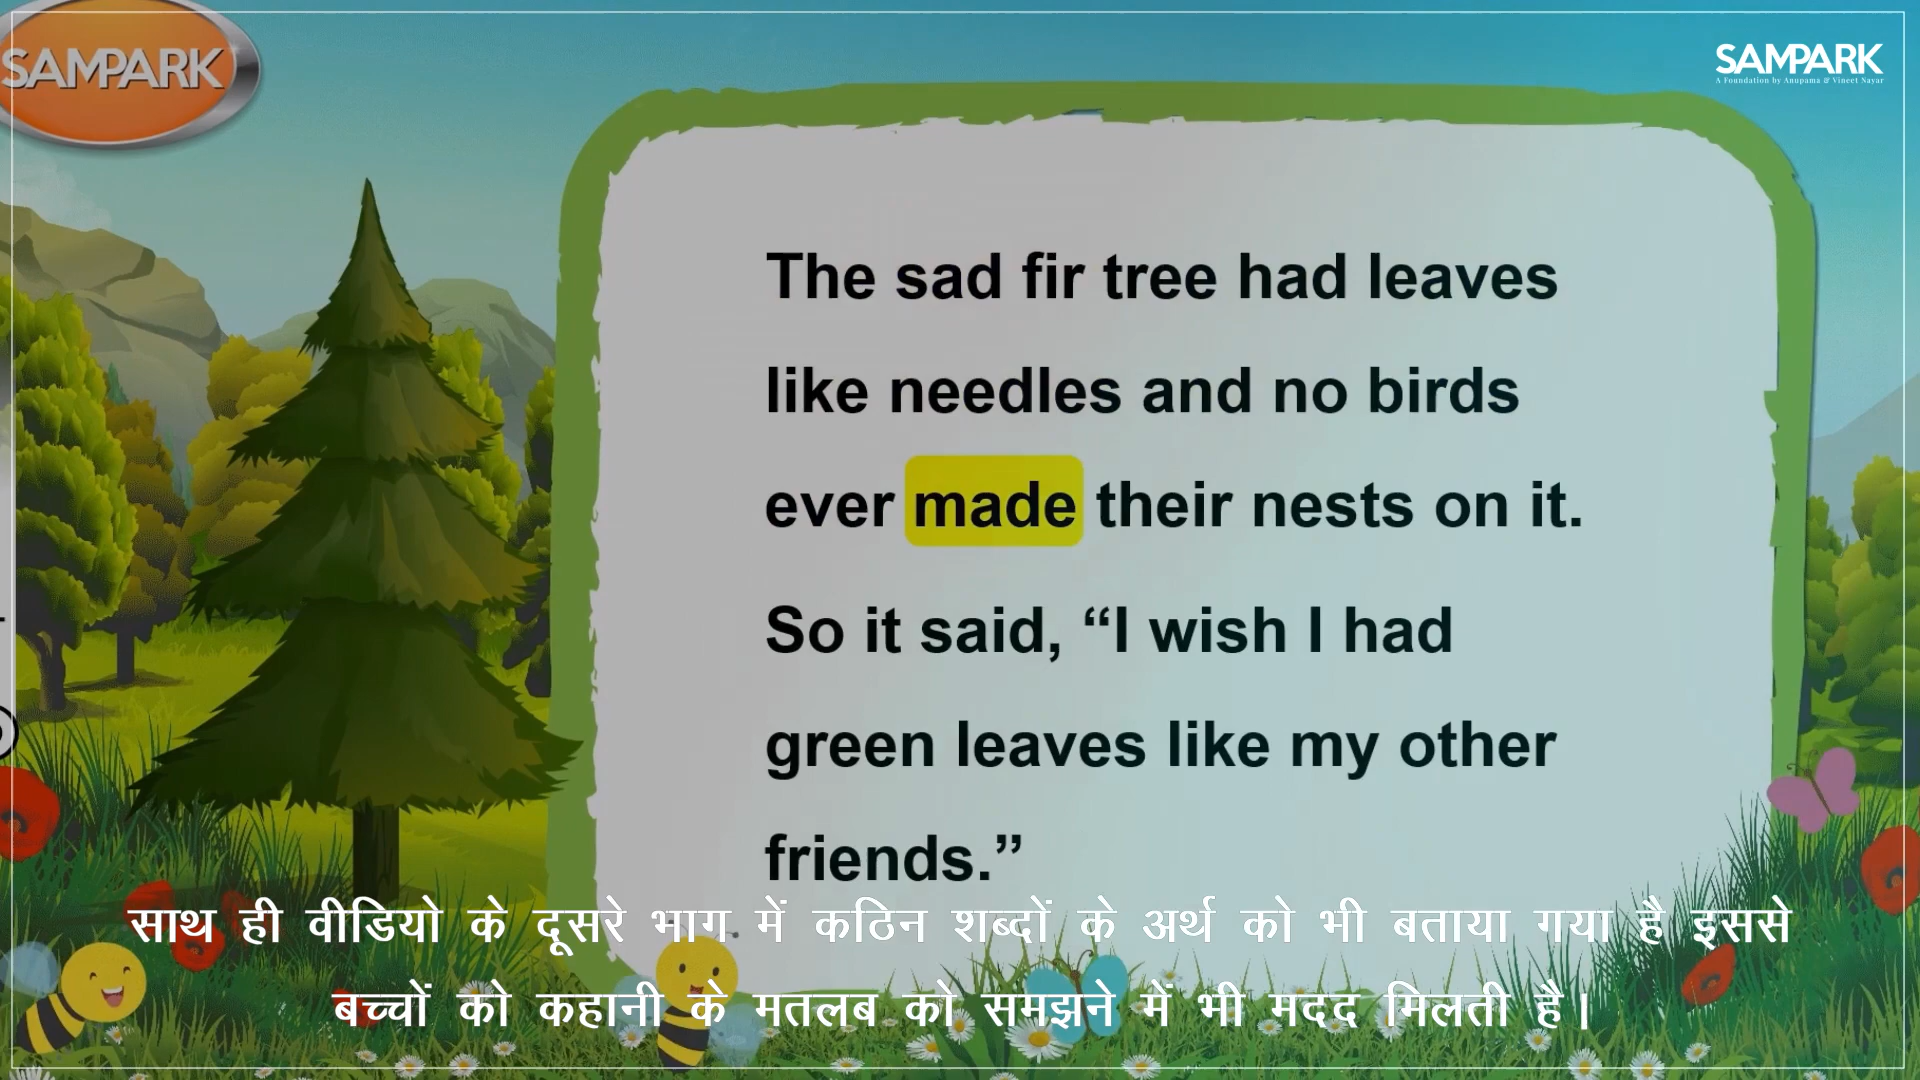 SAMPARK
SAMPARK
A Foundation by Anupama & Vineet Nayar
The sad fir tree had leaves
like needles and no birds
ever made their nests on it.
So it said, “I wish I had
green leaves like my other
friends.”
साथ ही वीडियो के दूसरे भाग में कठिन शब्दों के अर्थ को भी बताया गया है इससे
बच्चों को कहानी के मतलब को समझने में भी मदद मिलती है।